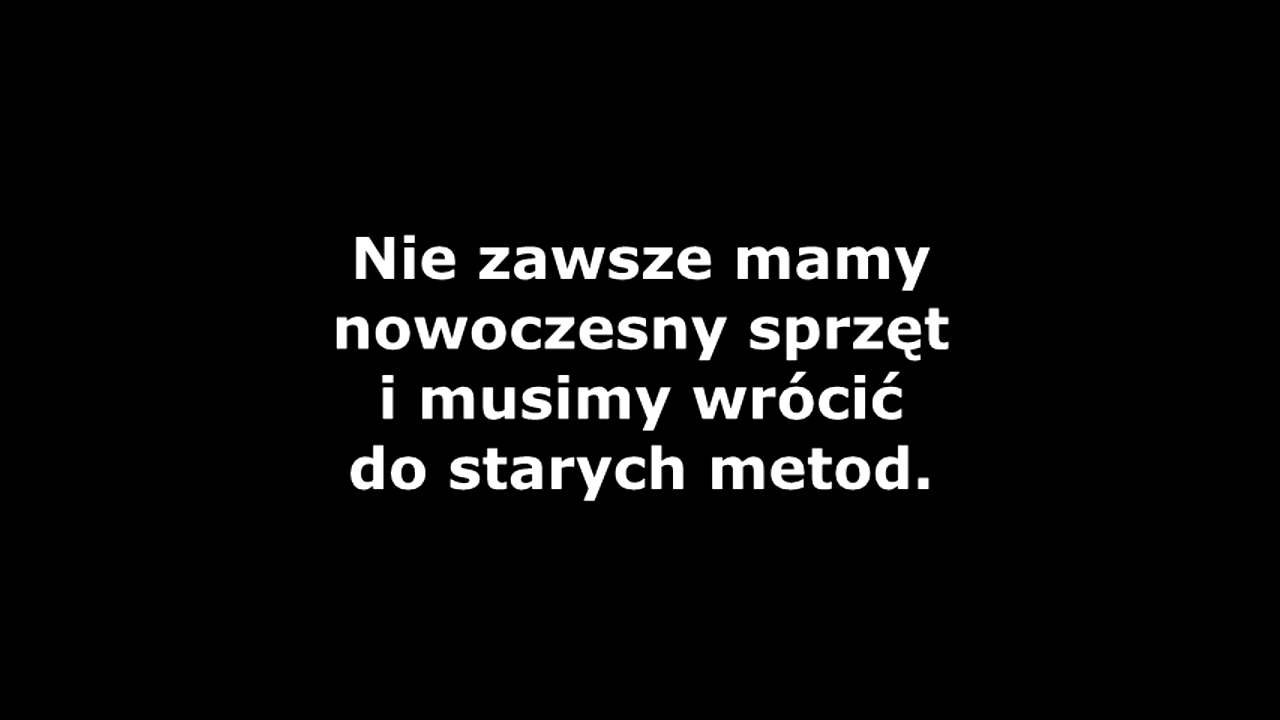 Nie zawsze mamy
nowoczesny sprzęt
i musimy wrócić
do starych metod.